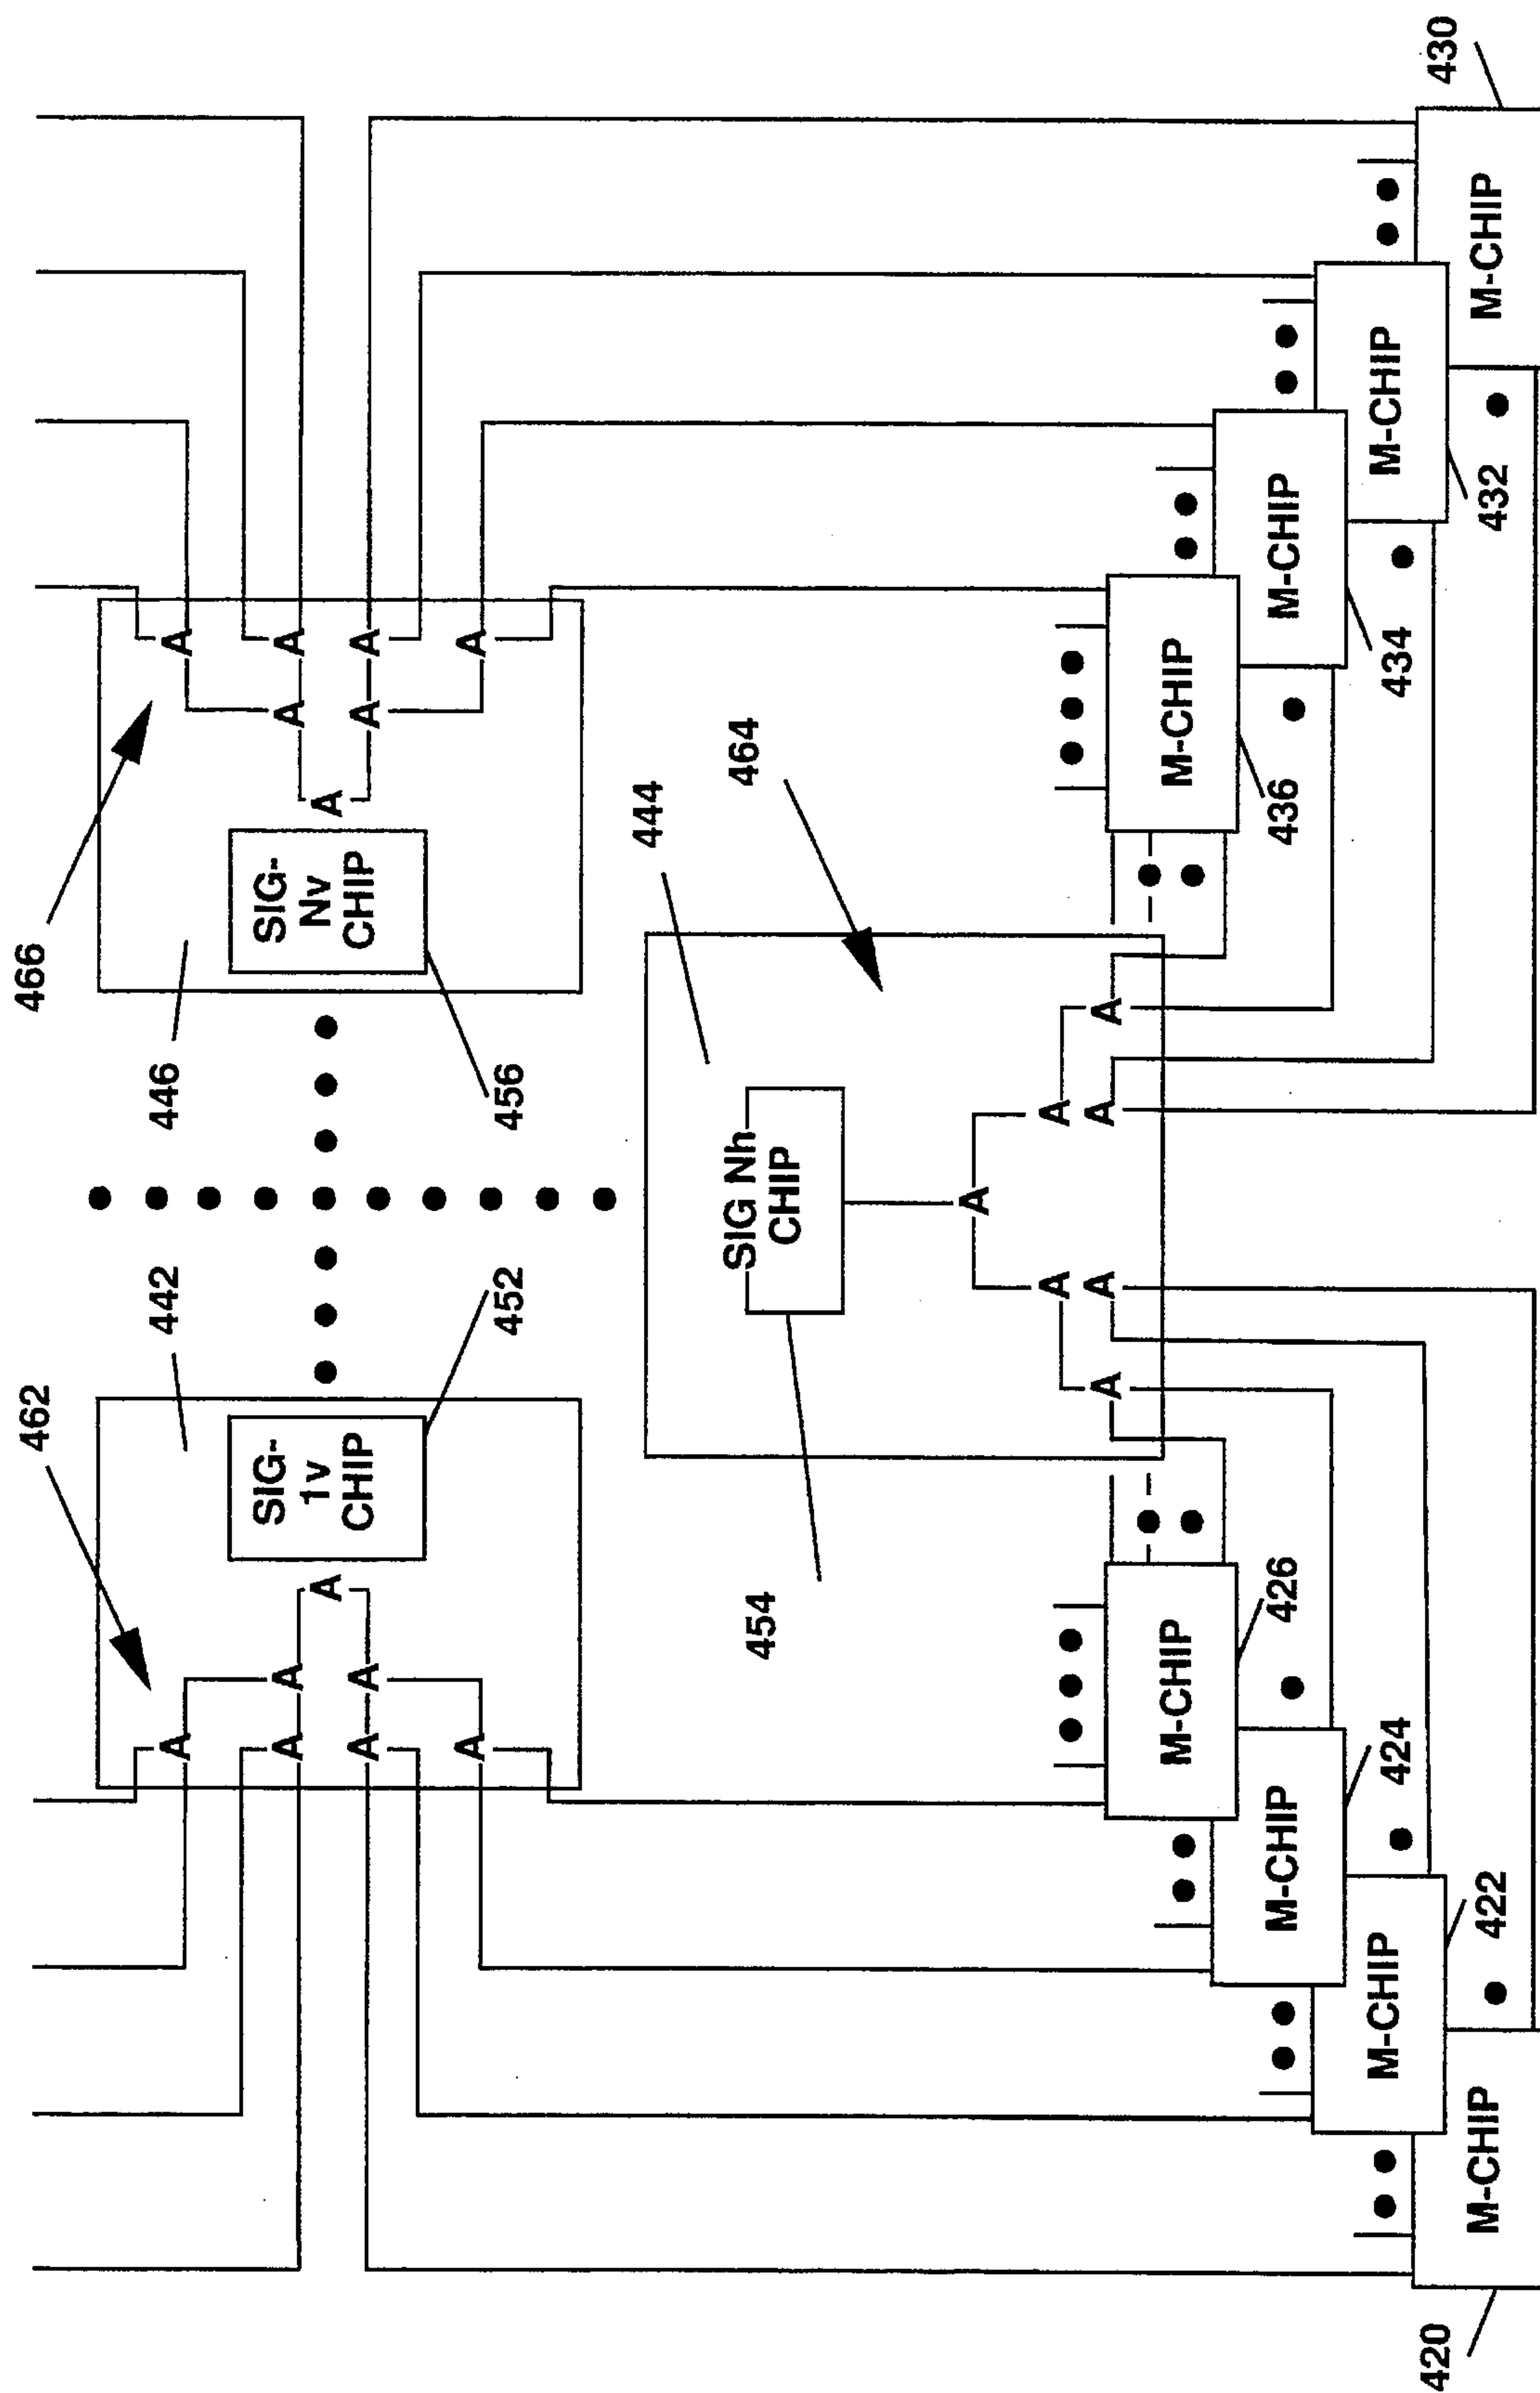 462
466
442
446
A
A
A A
A A
SIG-
1v
CHIP
SIG-
Nv
CHIP
A
A
A A
A A
A
A
452
456
444
464
454
SIG Nh
CHIP
A
A
A
A
A
A
A
M-CHIP
M-CHIP
426
436
M-CHIP
M-CHIP
424
434
M-CHIP
M-CHIP
422
432
420
M-CHIP
M-CHIP
430